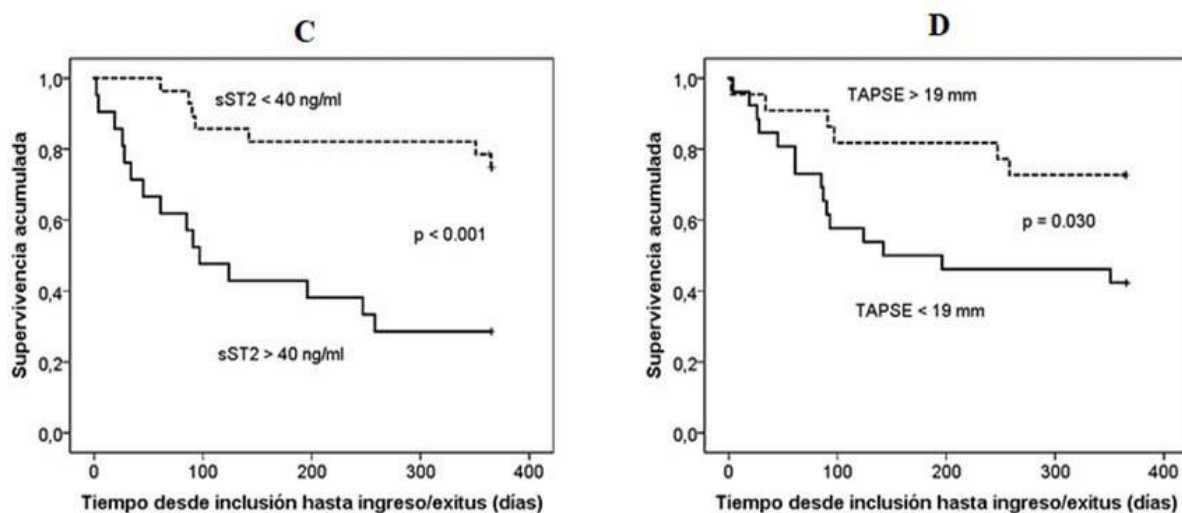 C
1,0
0,8
0,6
0,4
0,2
0,0
Supervivencia acumulada
sST2 < 40 ng/ml
p < 0.001
sST2 > 40 ng/ml
0 100 200 300 400
Tiempo desde inclusión hasta ingreso/exitus (días)
D
1,0
0,8
0,6
0,4
0,2
0,0
Supervivencia acumulada
TAPSE > 19 mm
p = 0.030
TAPSE < 19 mm
0 100 200 300 400
Tiempo desde inclusión hasta ingreso/exitus (días)